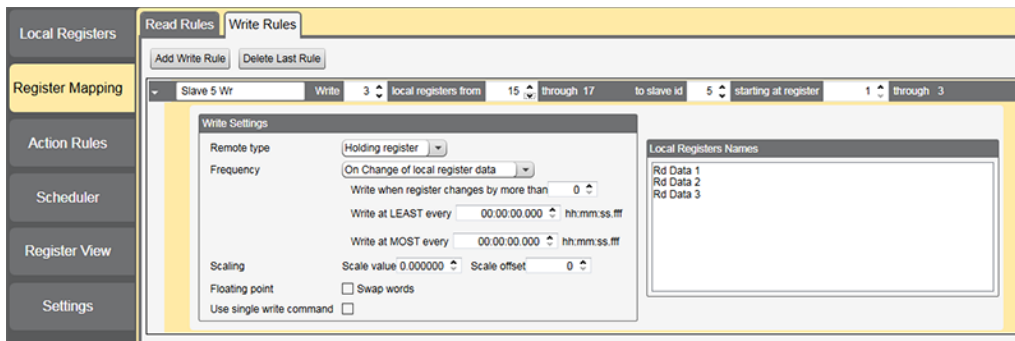 Local Registers
Register Mapping
Action Rules
Scheduler
Register View
Settings
Read Rules Write Rules
Add Write Rule Delete Last Rule
Slave 5 Wr Write 3 local registers from 15 through 17 to slave id 5 starting at register 1 through 3
Write Settings
Remote type Holding register
Frequency On Change of local register data
Write when register changes by more than 0
Write at LEAST every 00:00:00.000 hh:mm:ss.fff
Write at MOST every 00:00:00.000 hh:mm:ss.fff
Scaling Scale value 0.000000 Scale offset 0
Floating point Swap words
Use single write command
Local Registers Names
Rd Data 1
Rd Data 2
Rd Data 3